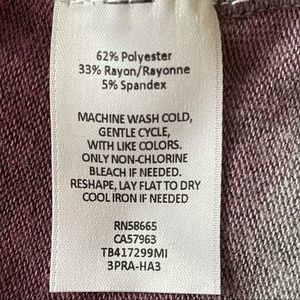 62% Polyester
33% Rayon/Rayonne
5% Spandex
MACHINE WASH COLD,
GENTLE CYCLE,
WITH LIKE COLORS.
ONLY NON-CHLORINE
BLEACH IF NEEDED.
RESHAPE, LAY FLAT TO DRY
COOL IRON IF NEEDED
RN58665
CA57963
TB417299MI
3PRA-HA3